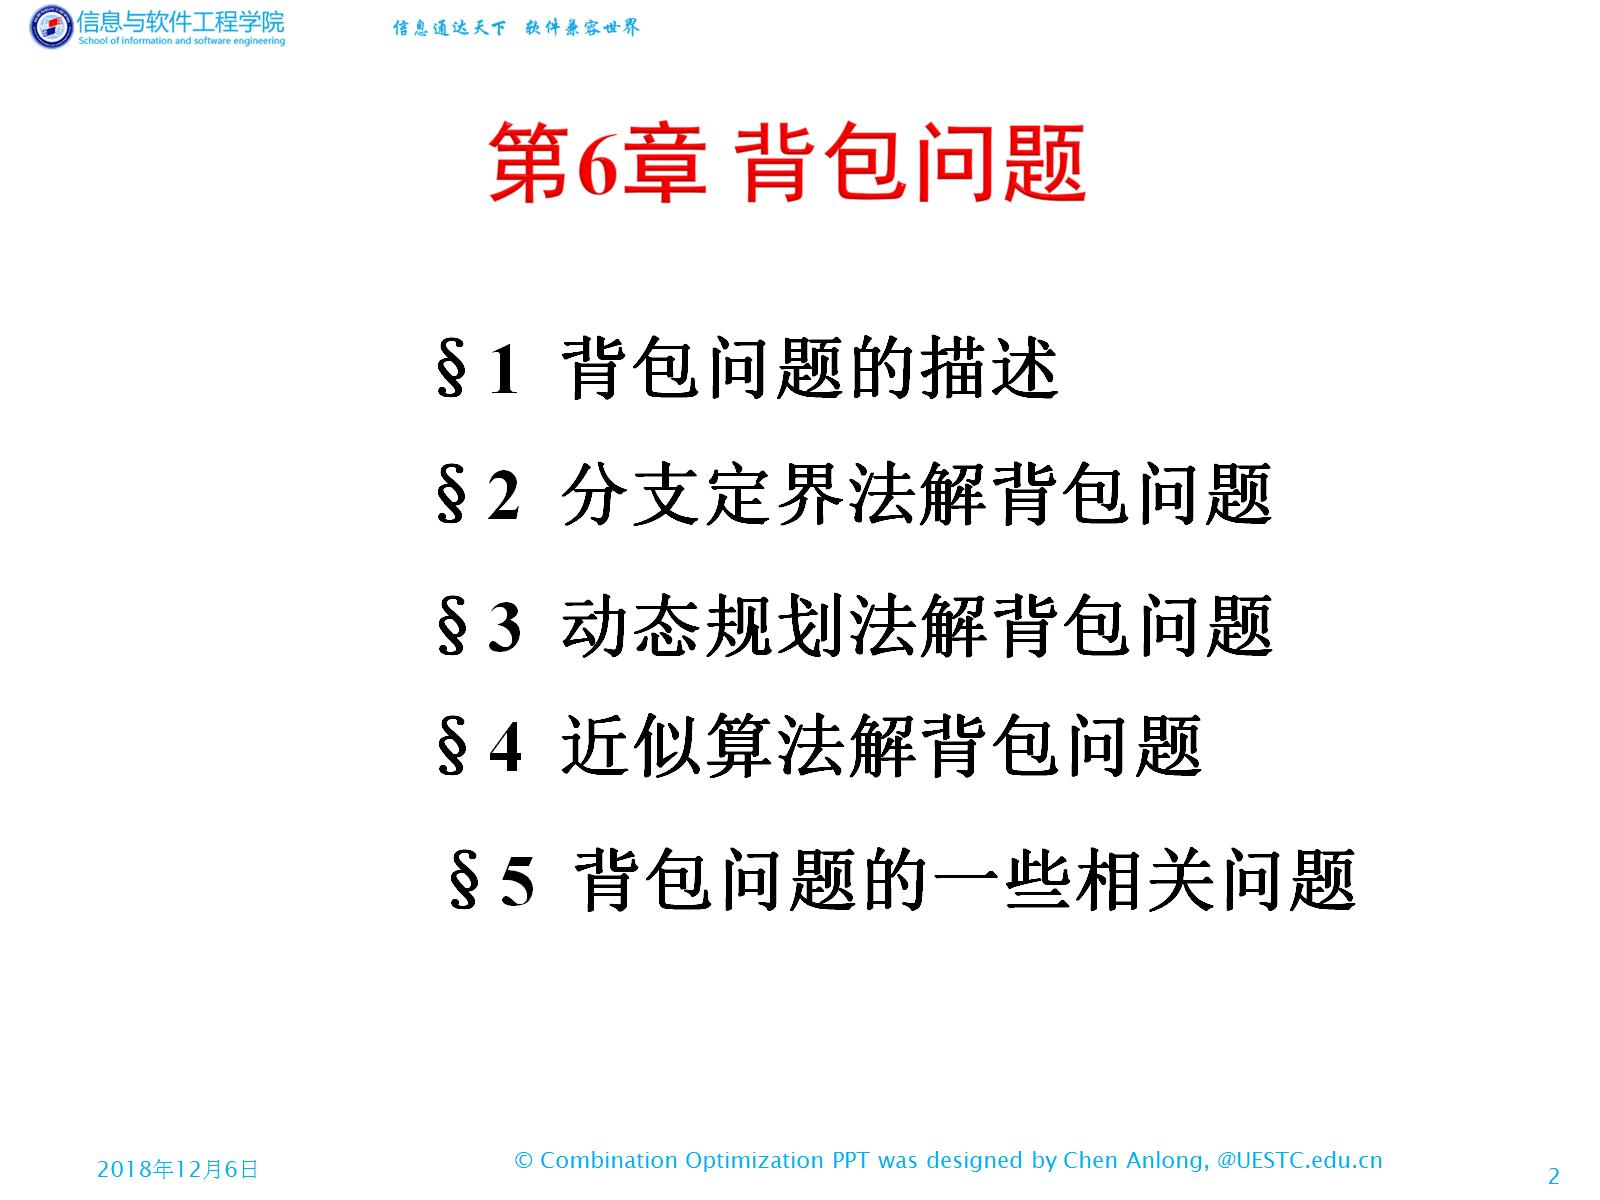 信息与软件工程学院
School of information and software engineering
信息通达天下 软件兼容世界
第6章 背包问题
§1 背包问题的描述
§2 分支定界法解背包问题
§3 动态规划法解背包问题
§4 近似算法解背包问题
§5 背包问题的一些相关问题
2018年12月6日
© Combination Optimization PPT was designed by Chen Anlong, @UESTC.edu.cn
2